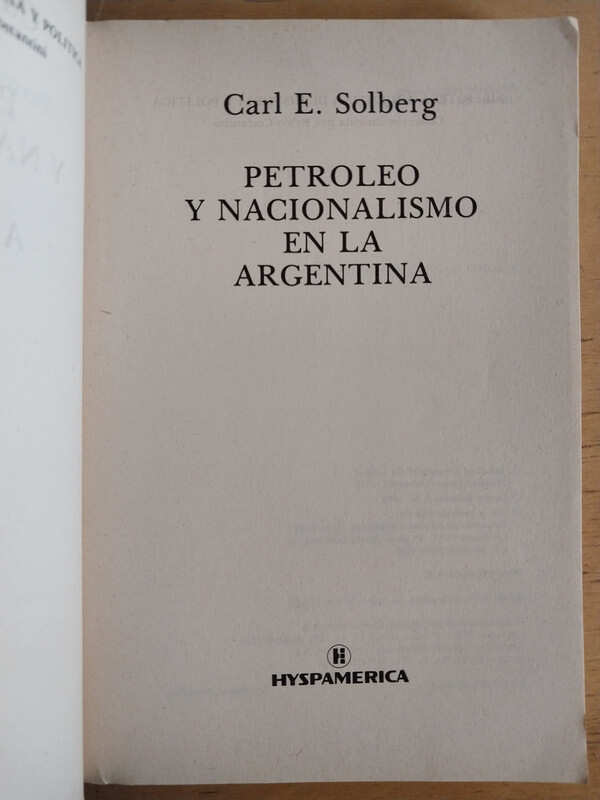 Carl E. Solberg
PETROLEO
Y NACIONALISMO
EN LA
ARGENTINA
HYSPAMERICA